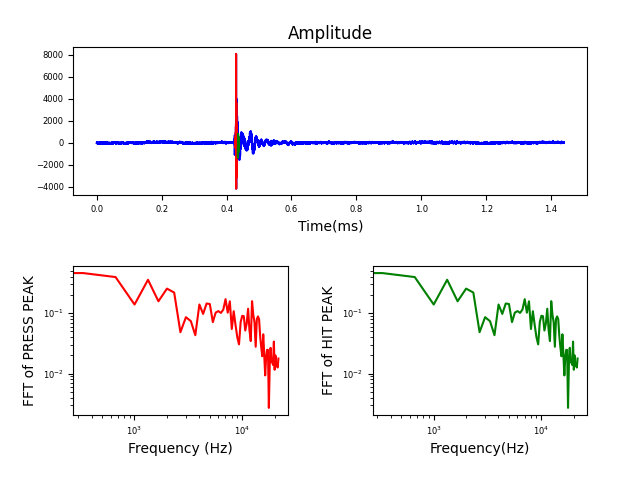 Amplitude
8000
6000
4000
2000
0
−2000
−4000
0.0 0.2 0.4 0.6 0.8 1.0 1.2 1.4
Time(ms)
FFT of PRESS PEAK
10⁻¹
10⁻²
10³ 10⁴
Frequency (Hz)
FFT of HIT PEAK
10⁻¹
10⁻²
10³ 10⁴
Frequency(Hz)